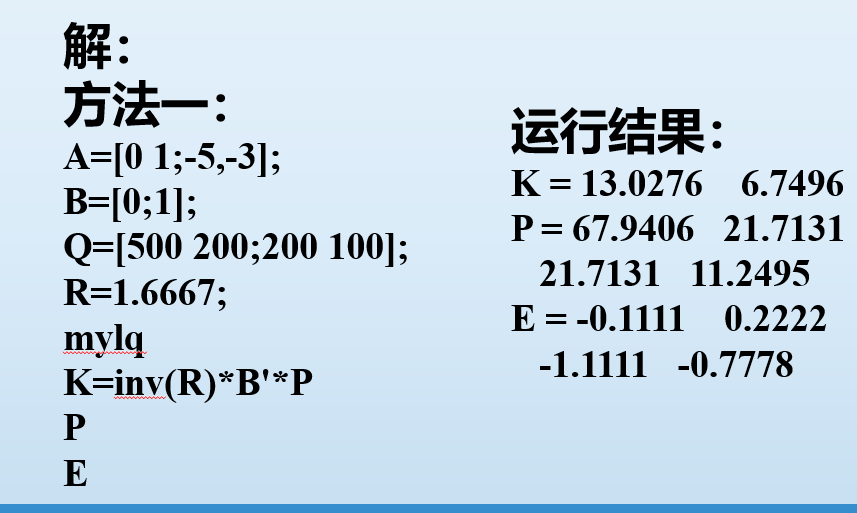 解：
方法一：
A=[0 1;-5,-3];
B=[0;1];
Q=[500 200;200 100];
R=1.6667;
mylq
K=inv(R)*B'*P
P
E
运行结果：
K = 13.0276 6.7496
P = 67.9406 21.7131
21.7131 11.2495
E = -0.1111 0.2222
-1.1111 -0.7778